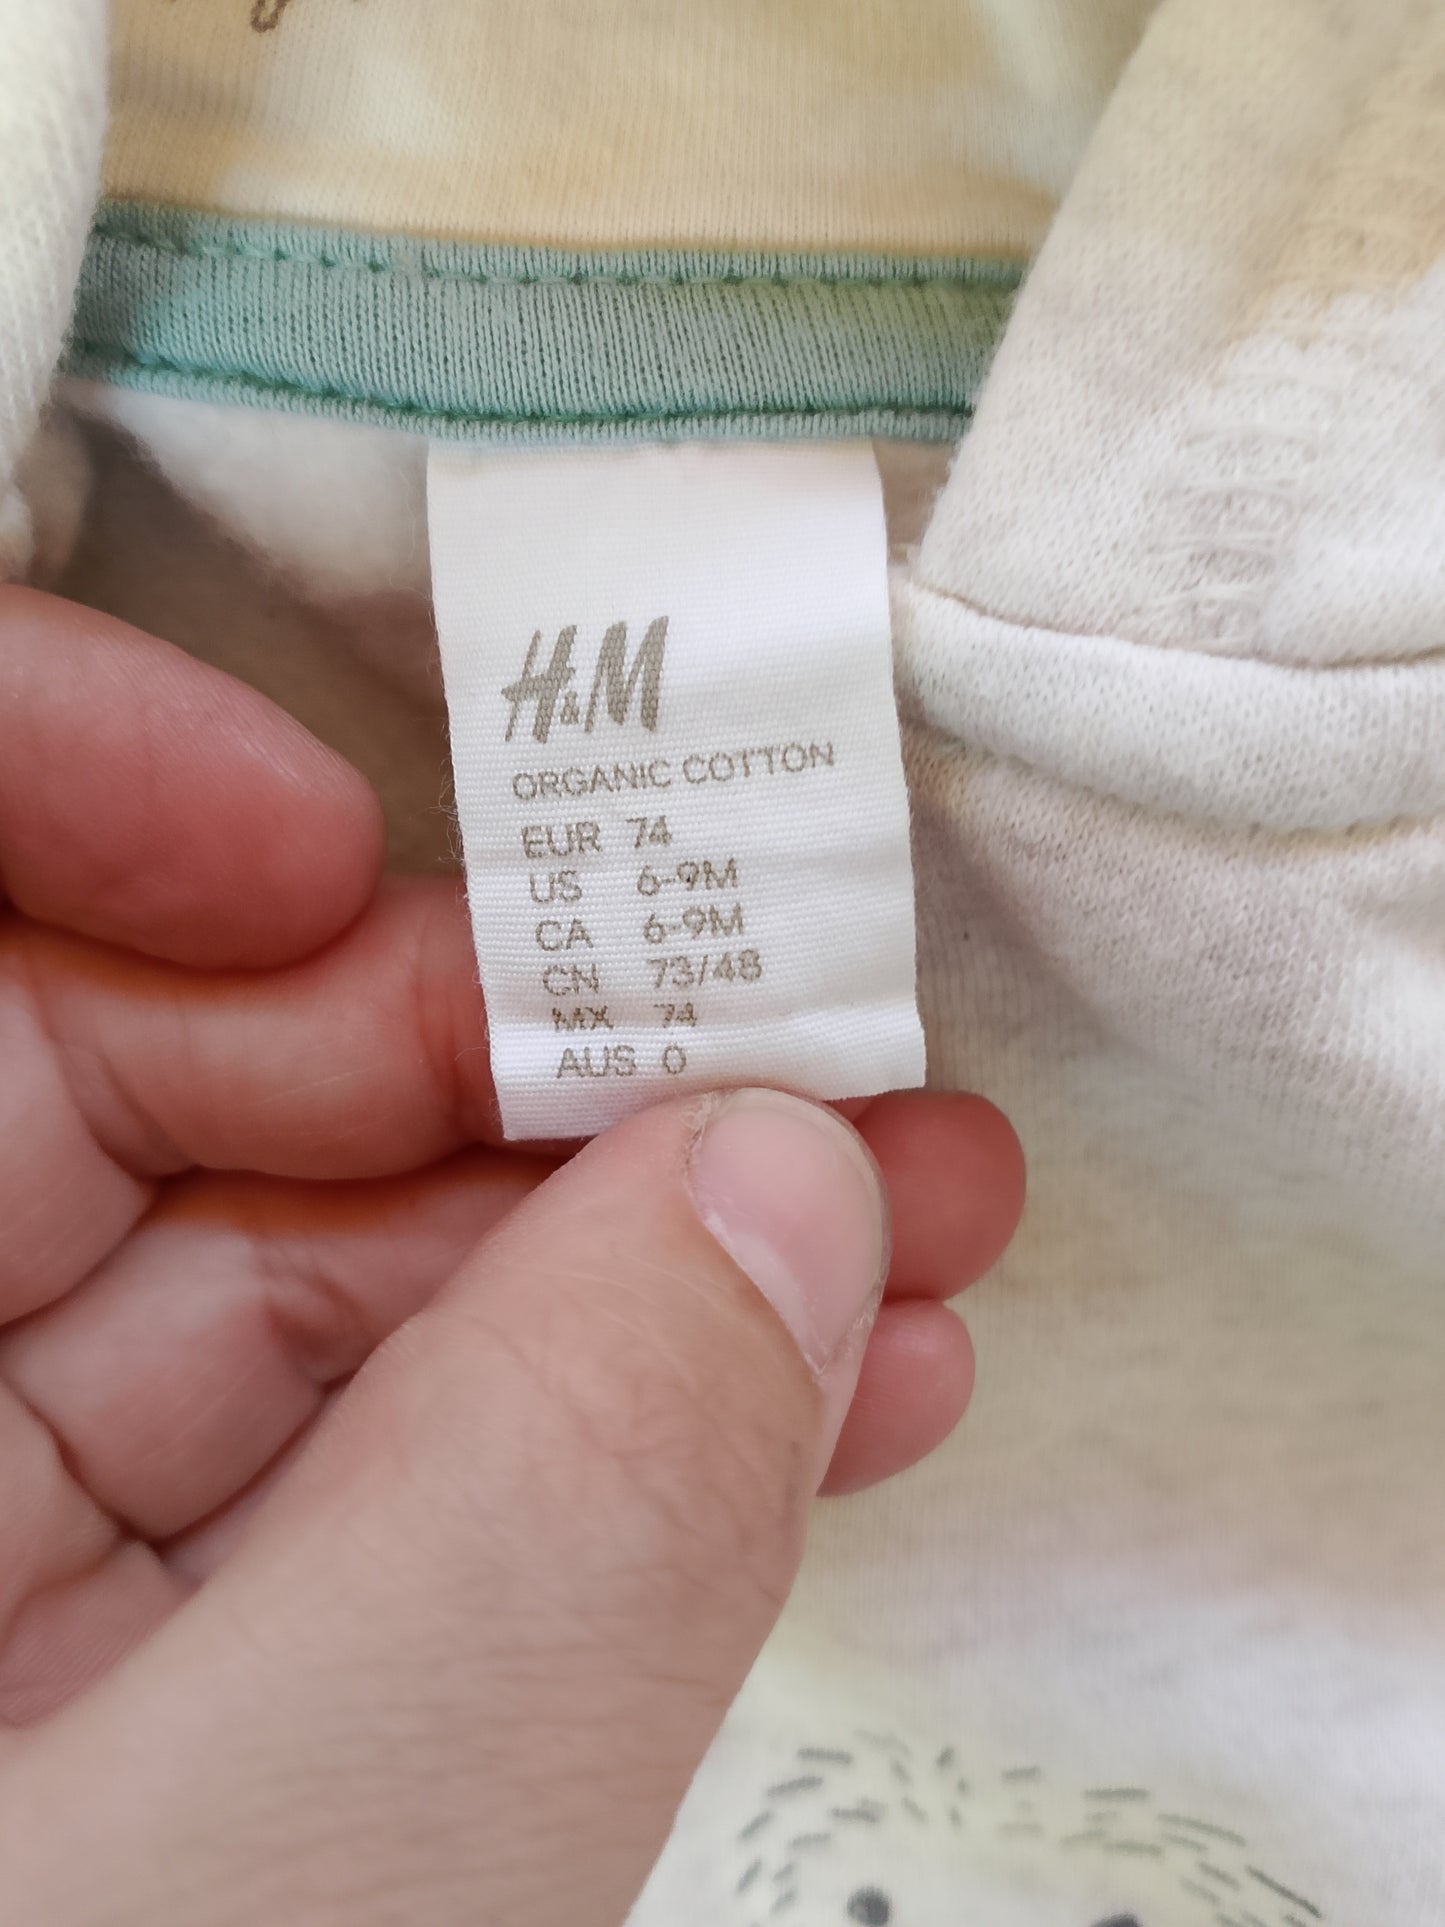 H&M
ORGANIC COTTON
EUR 74
US 6-9M
CA 6-9M
CN 73/48
MX 74
AUS 0